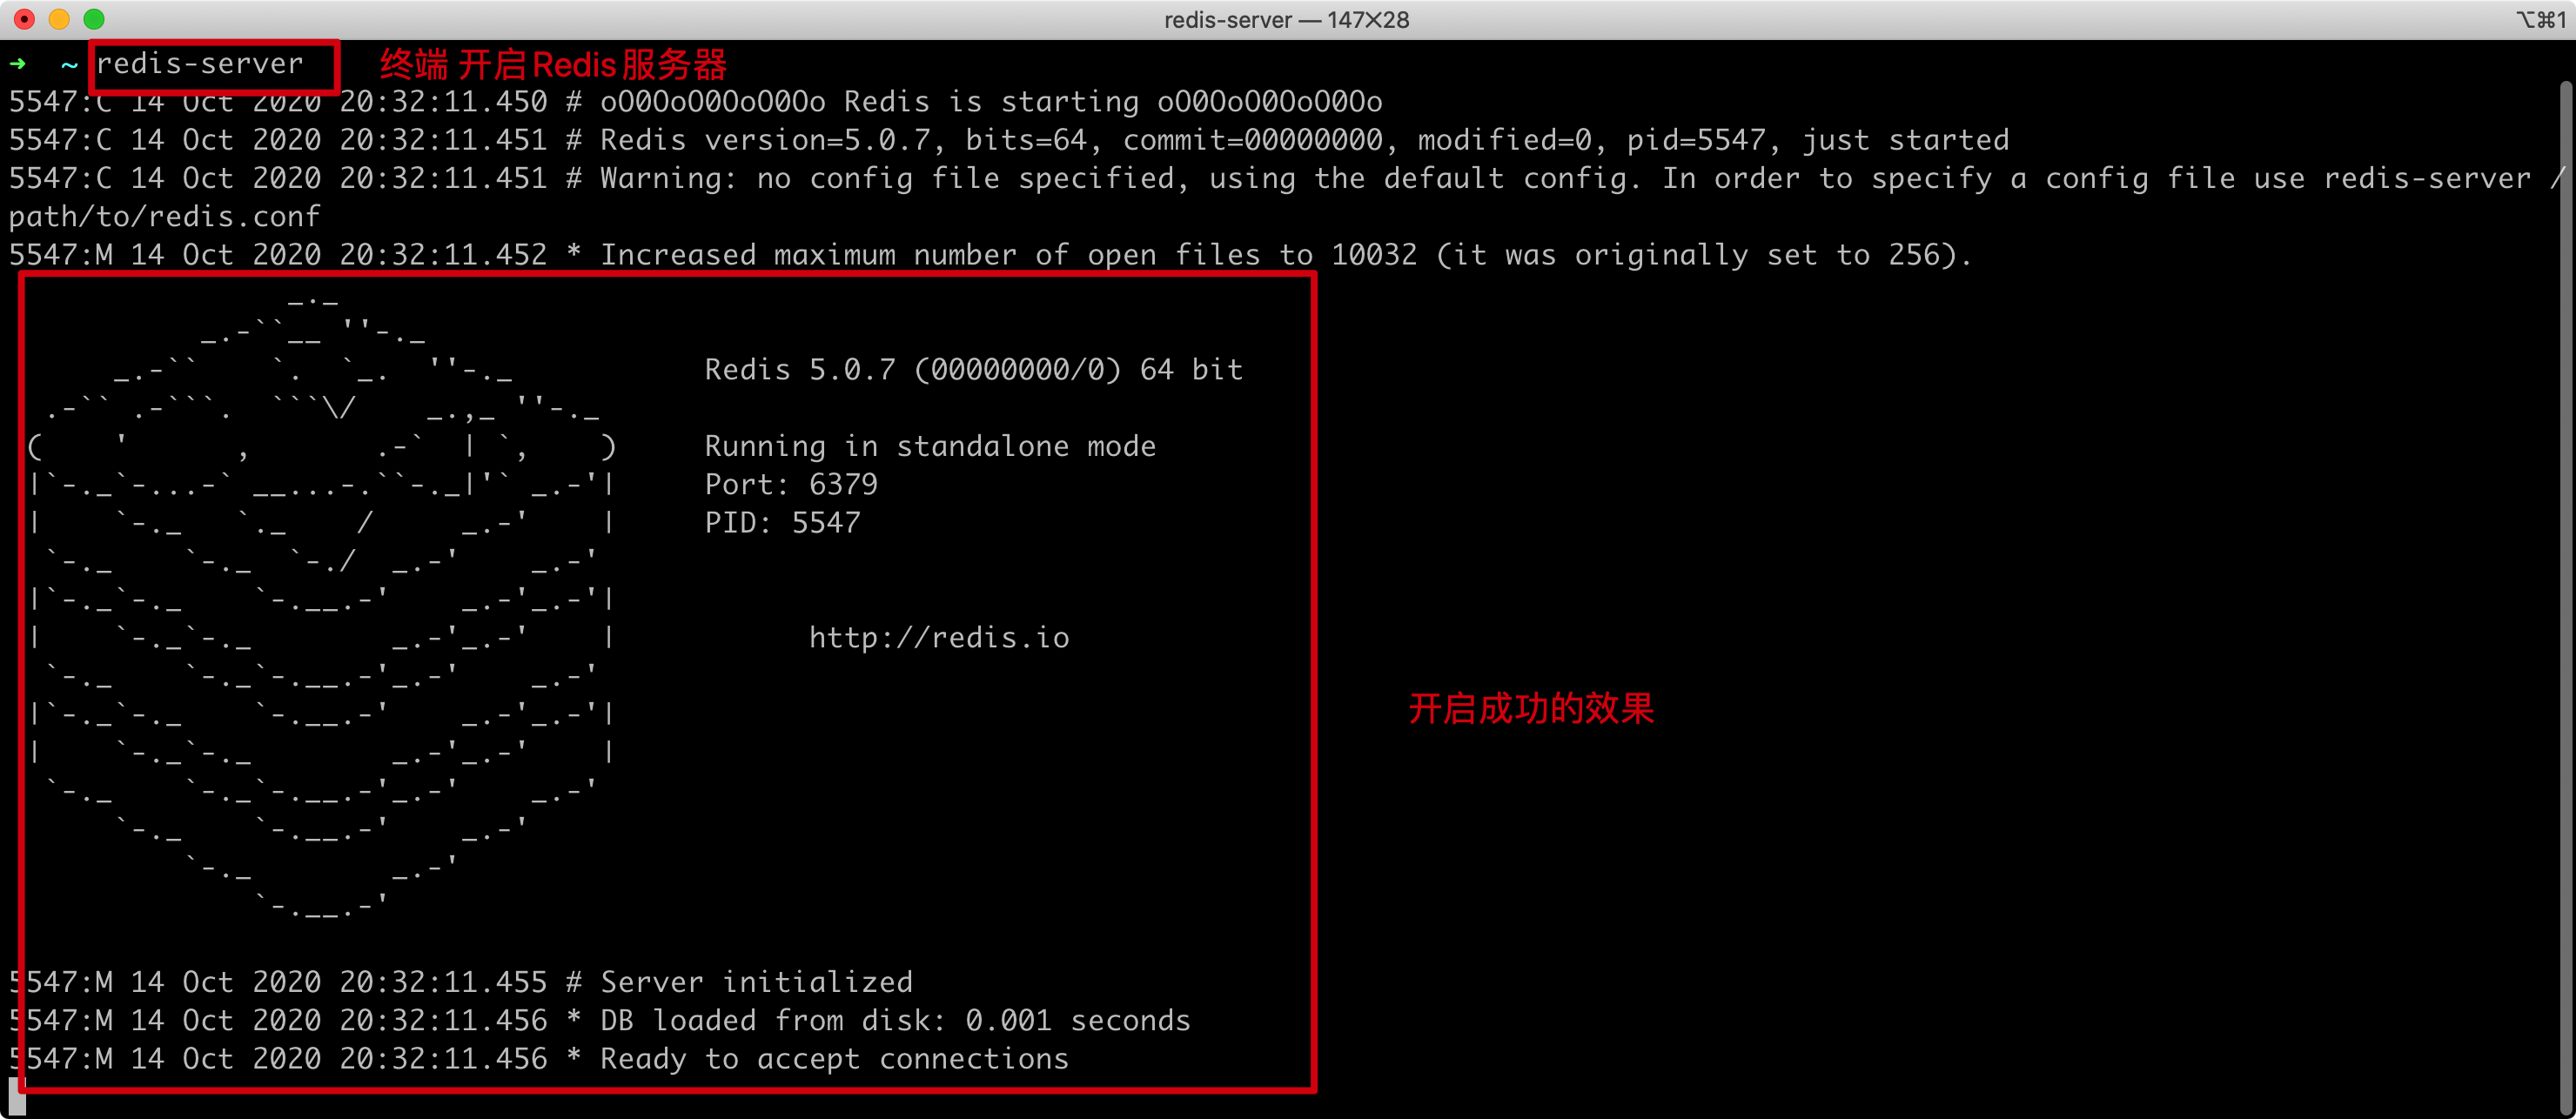 redis-server — 147✕28
⌥⌘1
➜ ~ redis-server 终端 开启Redis服务器
5547:C 14 Oct 2020 20:32:11.450 # oO0OoO0OoO0Oo Redis is starting oO0OoO0OoO0Oo
5547:C 14 Oct 2020 20:32:11.451 # Redis version=5.0.7, bits=64, commit=00000000, modified=0, pid=5547, just started
5547:C 14 Oct 2020 20:32:11.451 # Warning: no config file specified, using the default config. In order to specify a config file use redis-server /
path/to/redis.conf
5547:M 14 Oct 2020 20:32:11.452 * Increased maximum number of open files to 10032 (it was originally set to 256).
Redis 5.0.7 (00000000/0) 64 bit
Running in standalone mode
Port: 6379
PID: 5547
http://redis.io
开启成功的效果
5547:M 14 Oct 2020 20:32:11.455 # Server initialized
5547:M 14 Oct 2020 20:32:11.456 * DB loaded from disk: 0.001 seconds
5547:M 14 Oct 2020 20:32:11.456 * Ready to accept connections